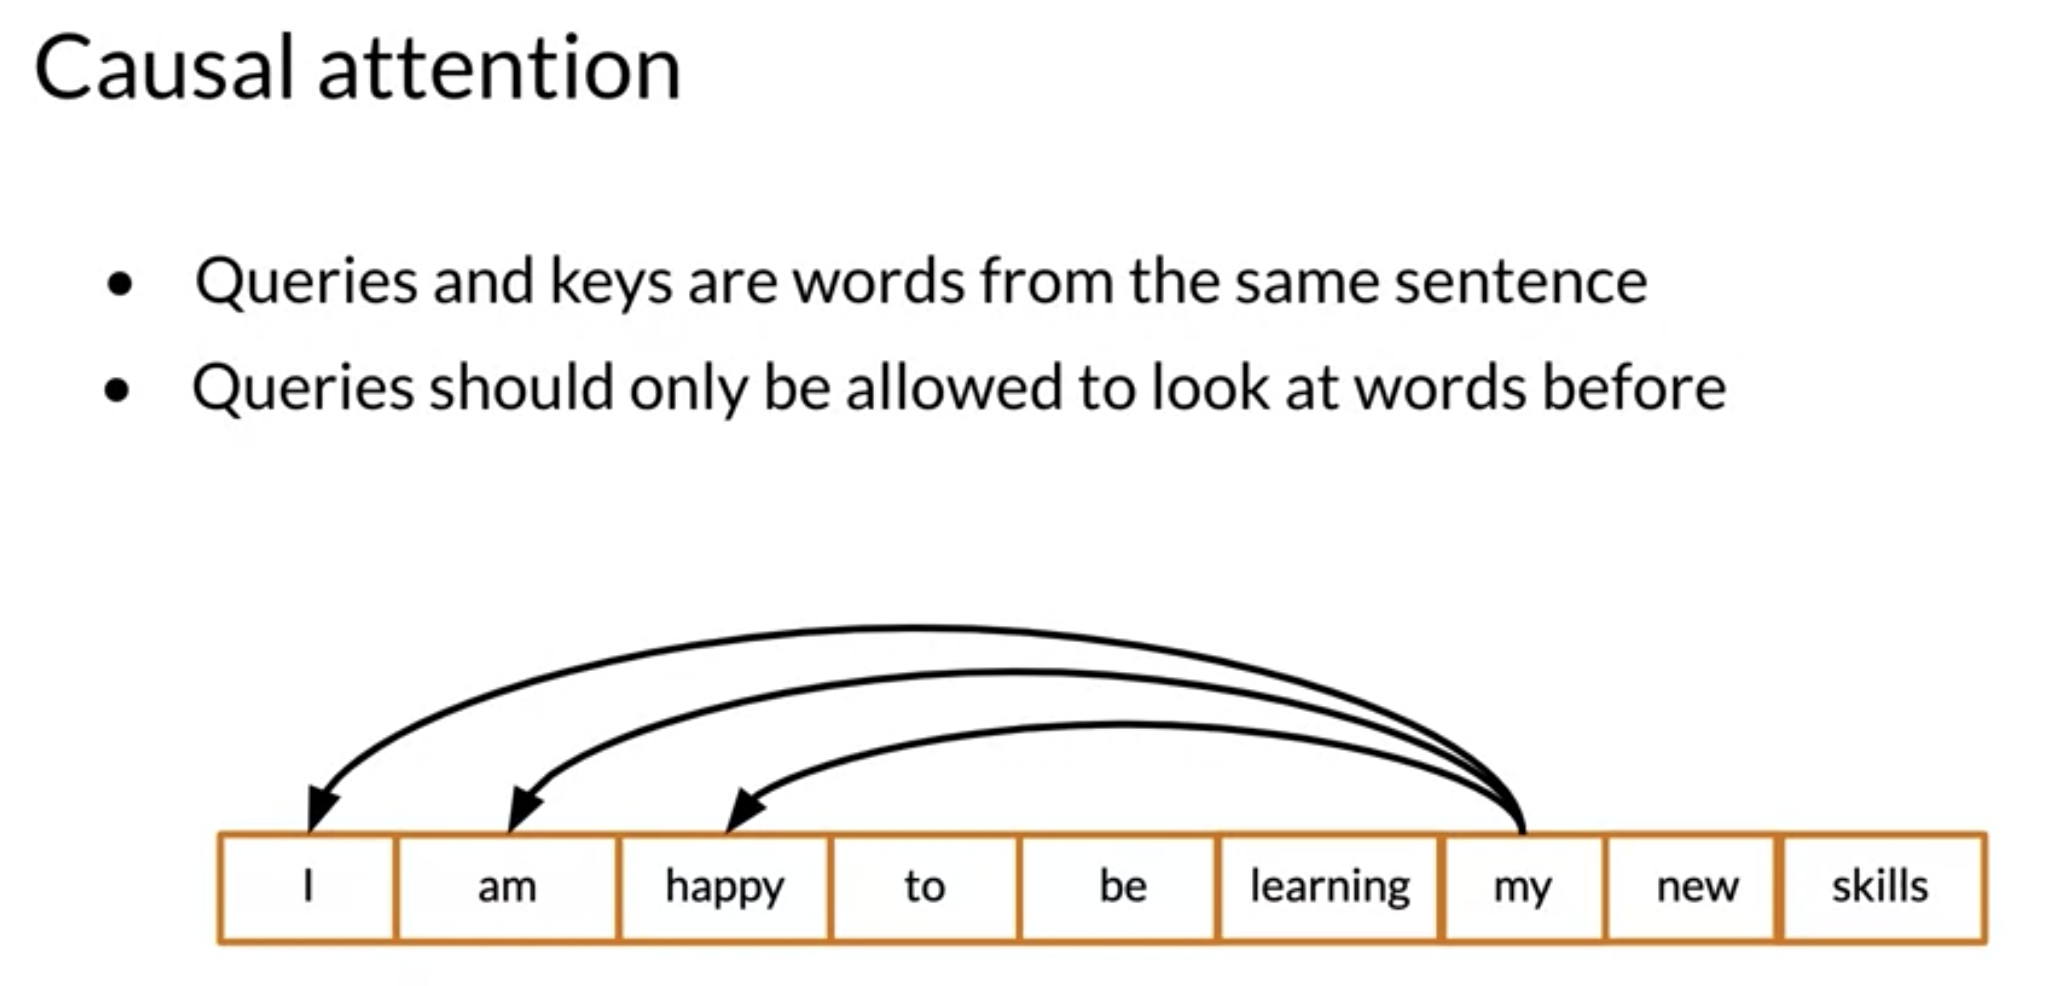 Causal attention
• Queries and keys are words from the same sentence
• Queries should only be allowed to look at words before
I am happy to be learning my new skills